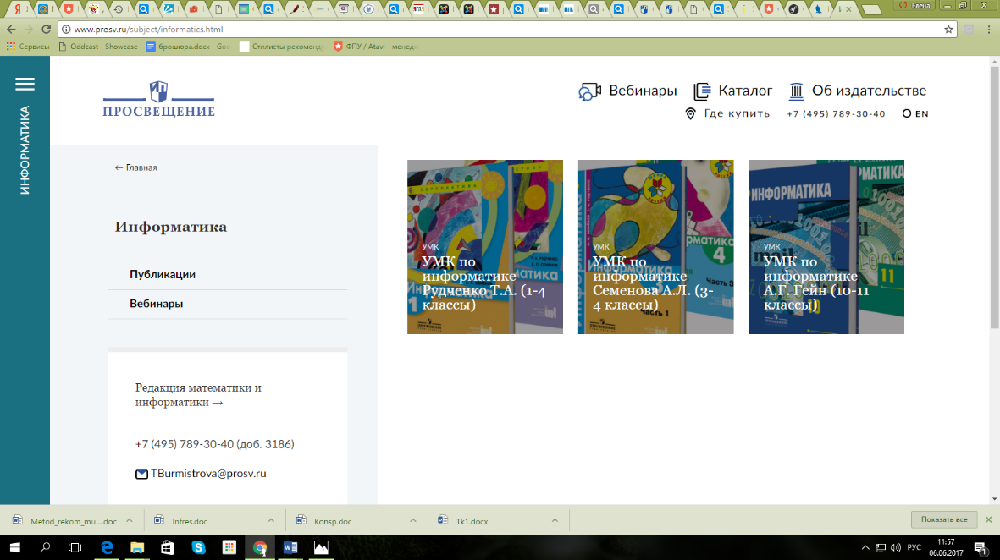 Елена
www.prosv.ru/subject/informatics.html
Сервисы
Oddcast - Showcase
брошюра.docx - Goo
Стилисты рекоменду
ФПУ / Atavi - менедж
ИНФОРМАТИКА
ПРОСВЕЩЕНИЕ
Вебинары
Каталог
Об издательстве
Где купить
+7 (495) 789-30-40
EN
← Главная
Информатика
Публикации
Вебинары
УМК
УМК по
информатике
Рудченко Т.А. (1-4
классы)
УМК
УМК по
информатике
Семенова А.Л. (3-
4 классы)
УМК
УМК по
информатике
А.Г. Гейн (10-11
классы)
Редакция математики и
информатики →
+7 (495) 789-30-40 (доб. 3186)
TBurmistrova@prosv.ru
Metod_rekom_mu....doc
Infres.doc
Konsp.doc
Tk1.docx
Показать все
РУС
11:57
06.06.2017